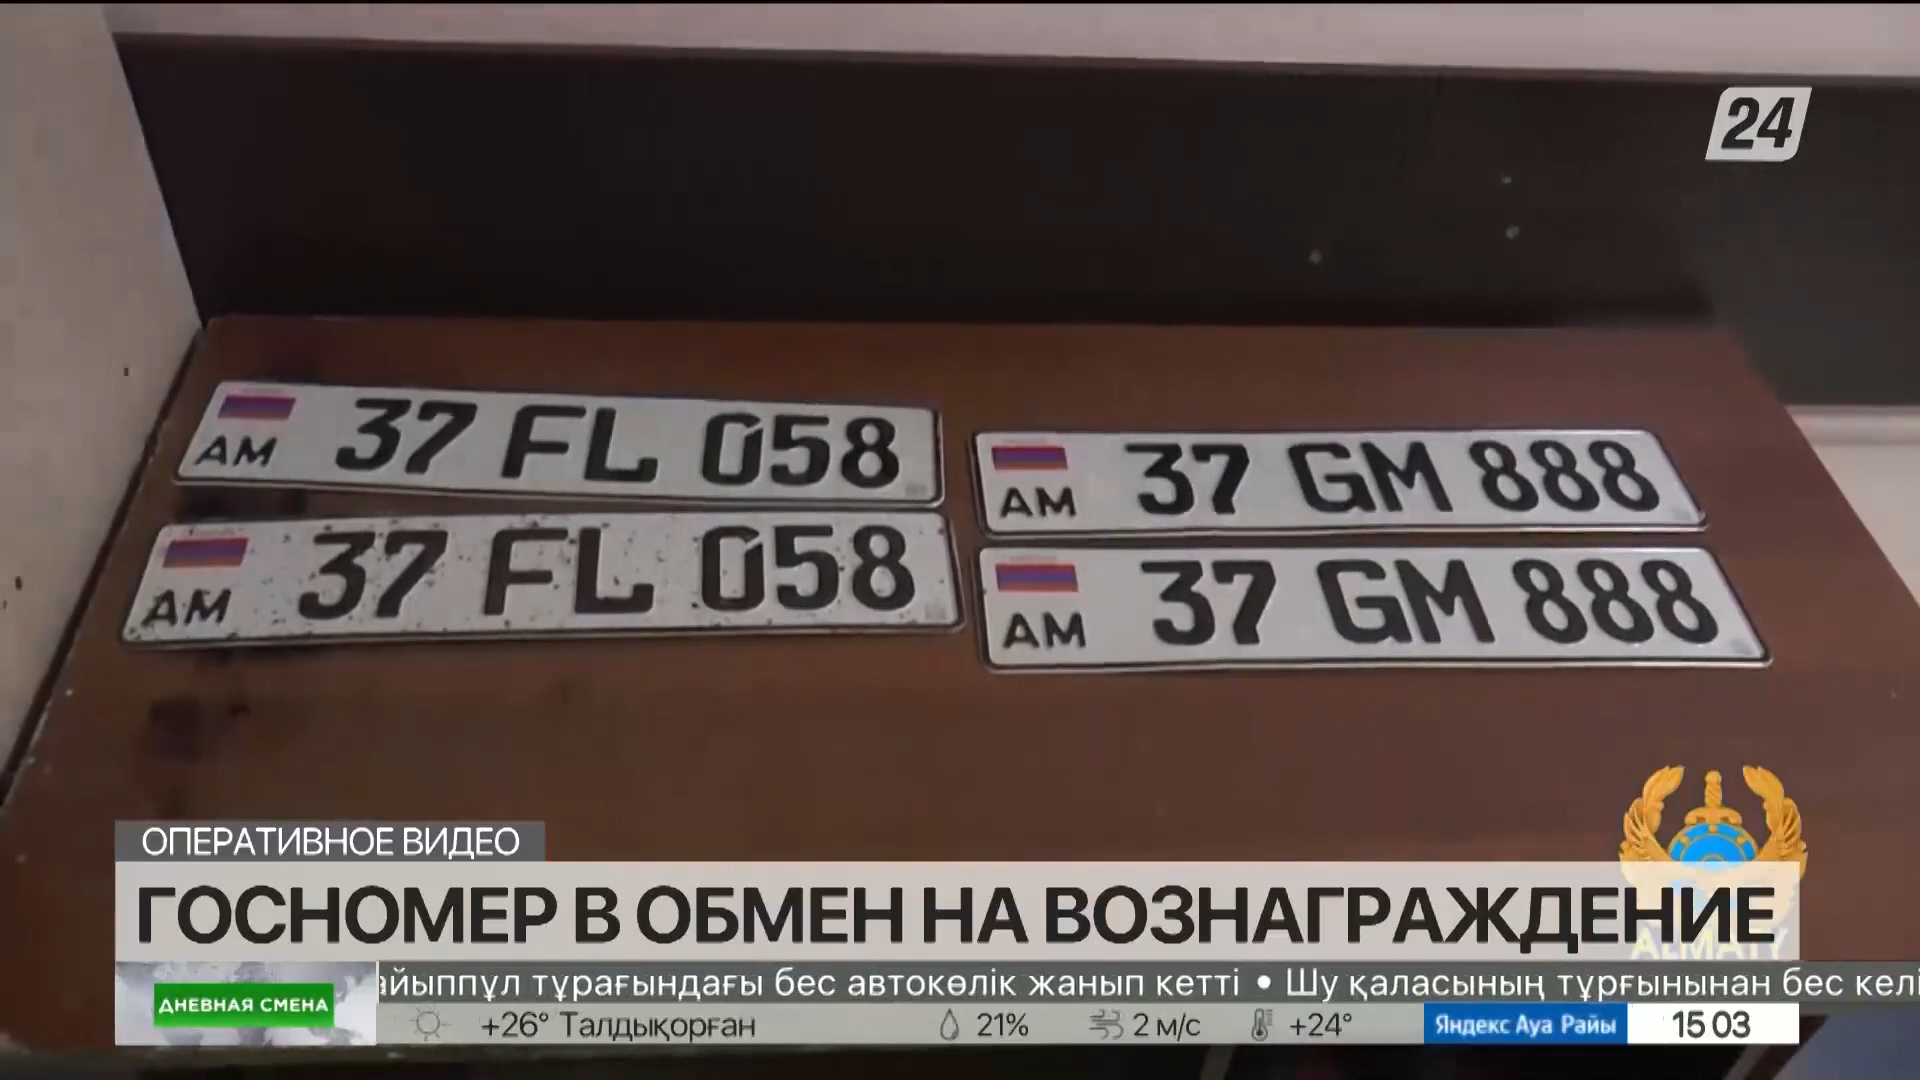 24
AM 37 FL 058
AM 37 GM 888
AM 37 FL 058
AM 37 GM 888
ОПЕРАТИВНОЕ ВИДЕО
ГОСНОМЕР В ОБМЕН НА ВОЗНАГРАЖДЕНИЕ
ДНЕВНАЯ СМЕНА
айыппұл тұрағындағы бес автокөлік жанып кетті • Шу қаласының тұрғынынан бес келі
+26° Талдықорған 21% 2 м/с +24° Яндекс Ауа Райы 15 03